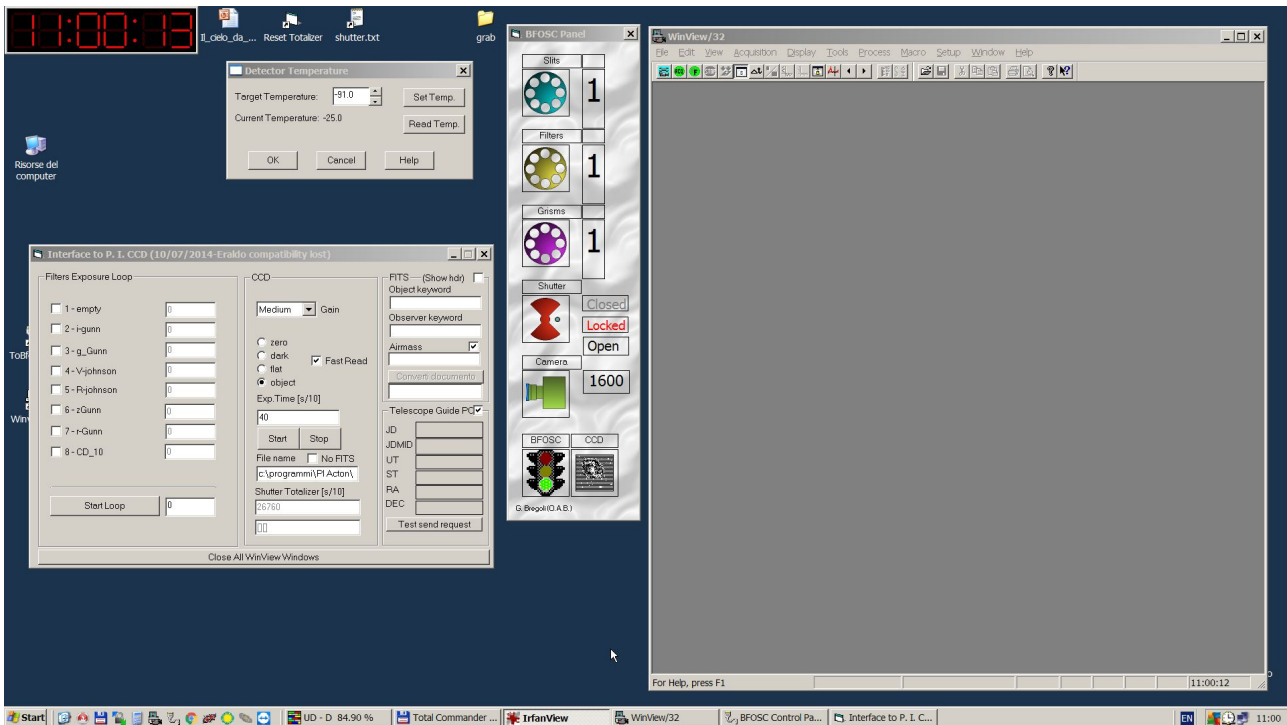 11:00:13
Il_cielo_da_...
Reset Totalizer
shutter.txt
grab
Risorse del
computer
Detector Temperature
Target Temperature:
-91.0
Set Temp.
Current Temperature: -25.0
Read Temp.
OK
Cancel
Help
Interface to P. I. CCD (10/07/2014-Eraldo compatibility lost)
Filters Exposure Loop
1 - empty
0
2 - i-gunn
0
3 - g_Gunn
0
4 - V-johnson
0
5 - R-johnson
0
6 - zGunn
0
7 - r-Gunn
0
8 - CD_10
0
Start Loop
0
CCD
Medium
Gain
zero
dark
flat
object
Fast Read
Exp.Time [s/10]
40
Start
Stop
File name
No FITS
c:\programmi\PI Acton\
Shutter Totalizer [s/10]
26760
FITS
(Show hdr)
Object keyword
Observer keyword
Airmass
Converti documento
Telescope Guide PC
JD
JDMID
UT
ST
RA
DEC
Test send request
Close All WinView Windows
BFOSC Panel
Slits
1
Filters
1
Grisms
1
Shutter
Closed
Locked
Open
Camera
1600
BFOSC
CCD
G. Bregoli(O.A.B.)
WinView/32
File Edit View Acquisition Display Tools Process Macro Setup Window Help
For Help, press F1
11:00:12
Start
UD - D 84.90 %
Total Commander ...
IrfanView
WinView/32
BFOSC Control Pa...
Interface to P. I. C...
EN
11:00